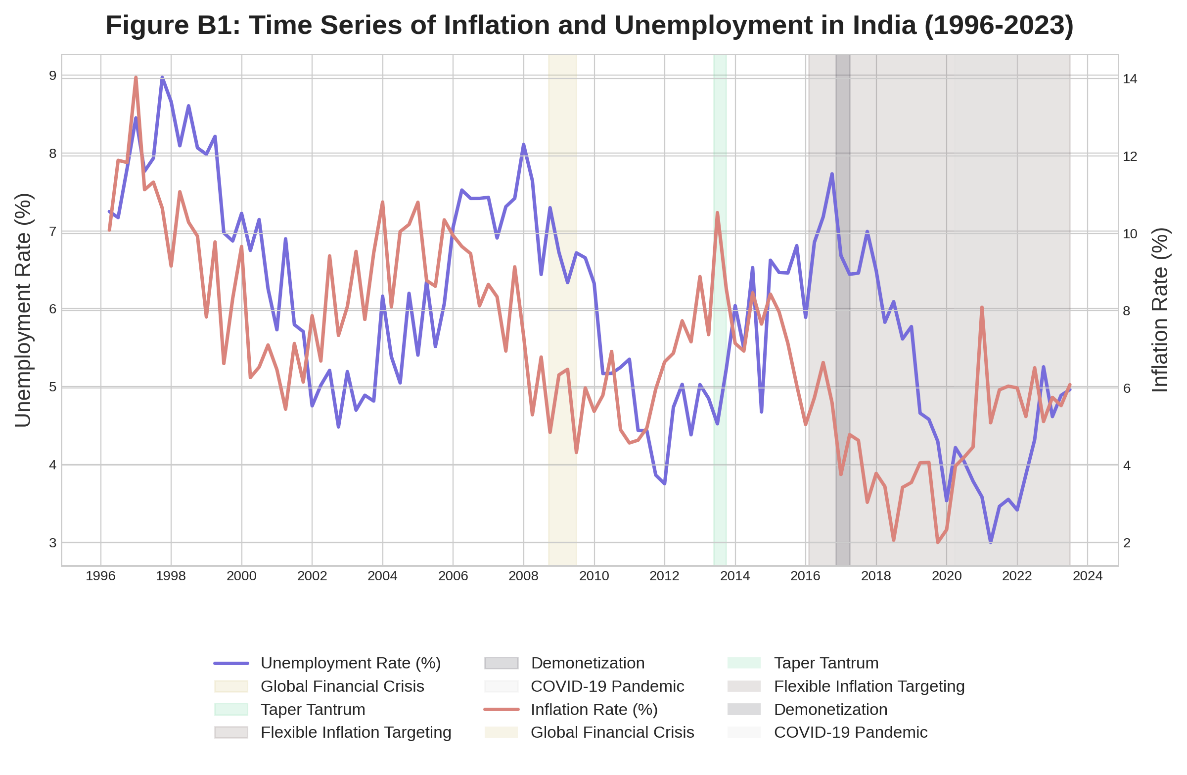 Figure B1: Time Series of Inflation and Unemployment in India (1996-2023)
Unemployment Rate (%)
9
8
7
6
5
4
3
14
12
10
8
6
4
2
Inflation Rate (%)
1996 1998 2000 2002 2004 2006 2008 2010 2012 2014 2016 2018 2020 2022 2024
Unemployment Rate (%) Demonetization Taper Tantrum
Global Financial Crisis COVID-19 Pandemic Flexible Inflation Targeting
Taper Tantrum Inflation Rate (%) Demonetization
Flexible Inflation Targeting Global Financial Crisis COVID-19 Pandemic